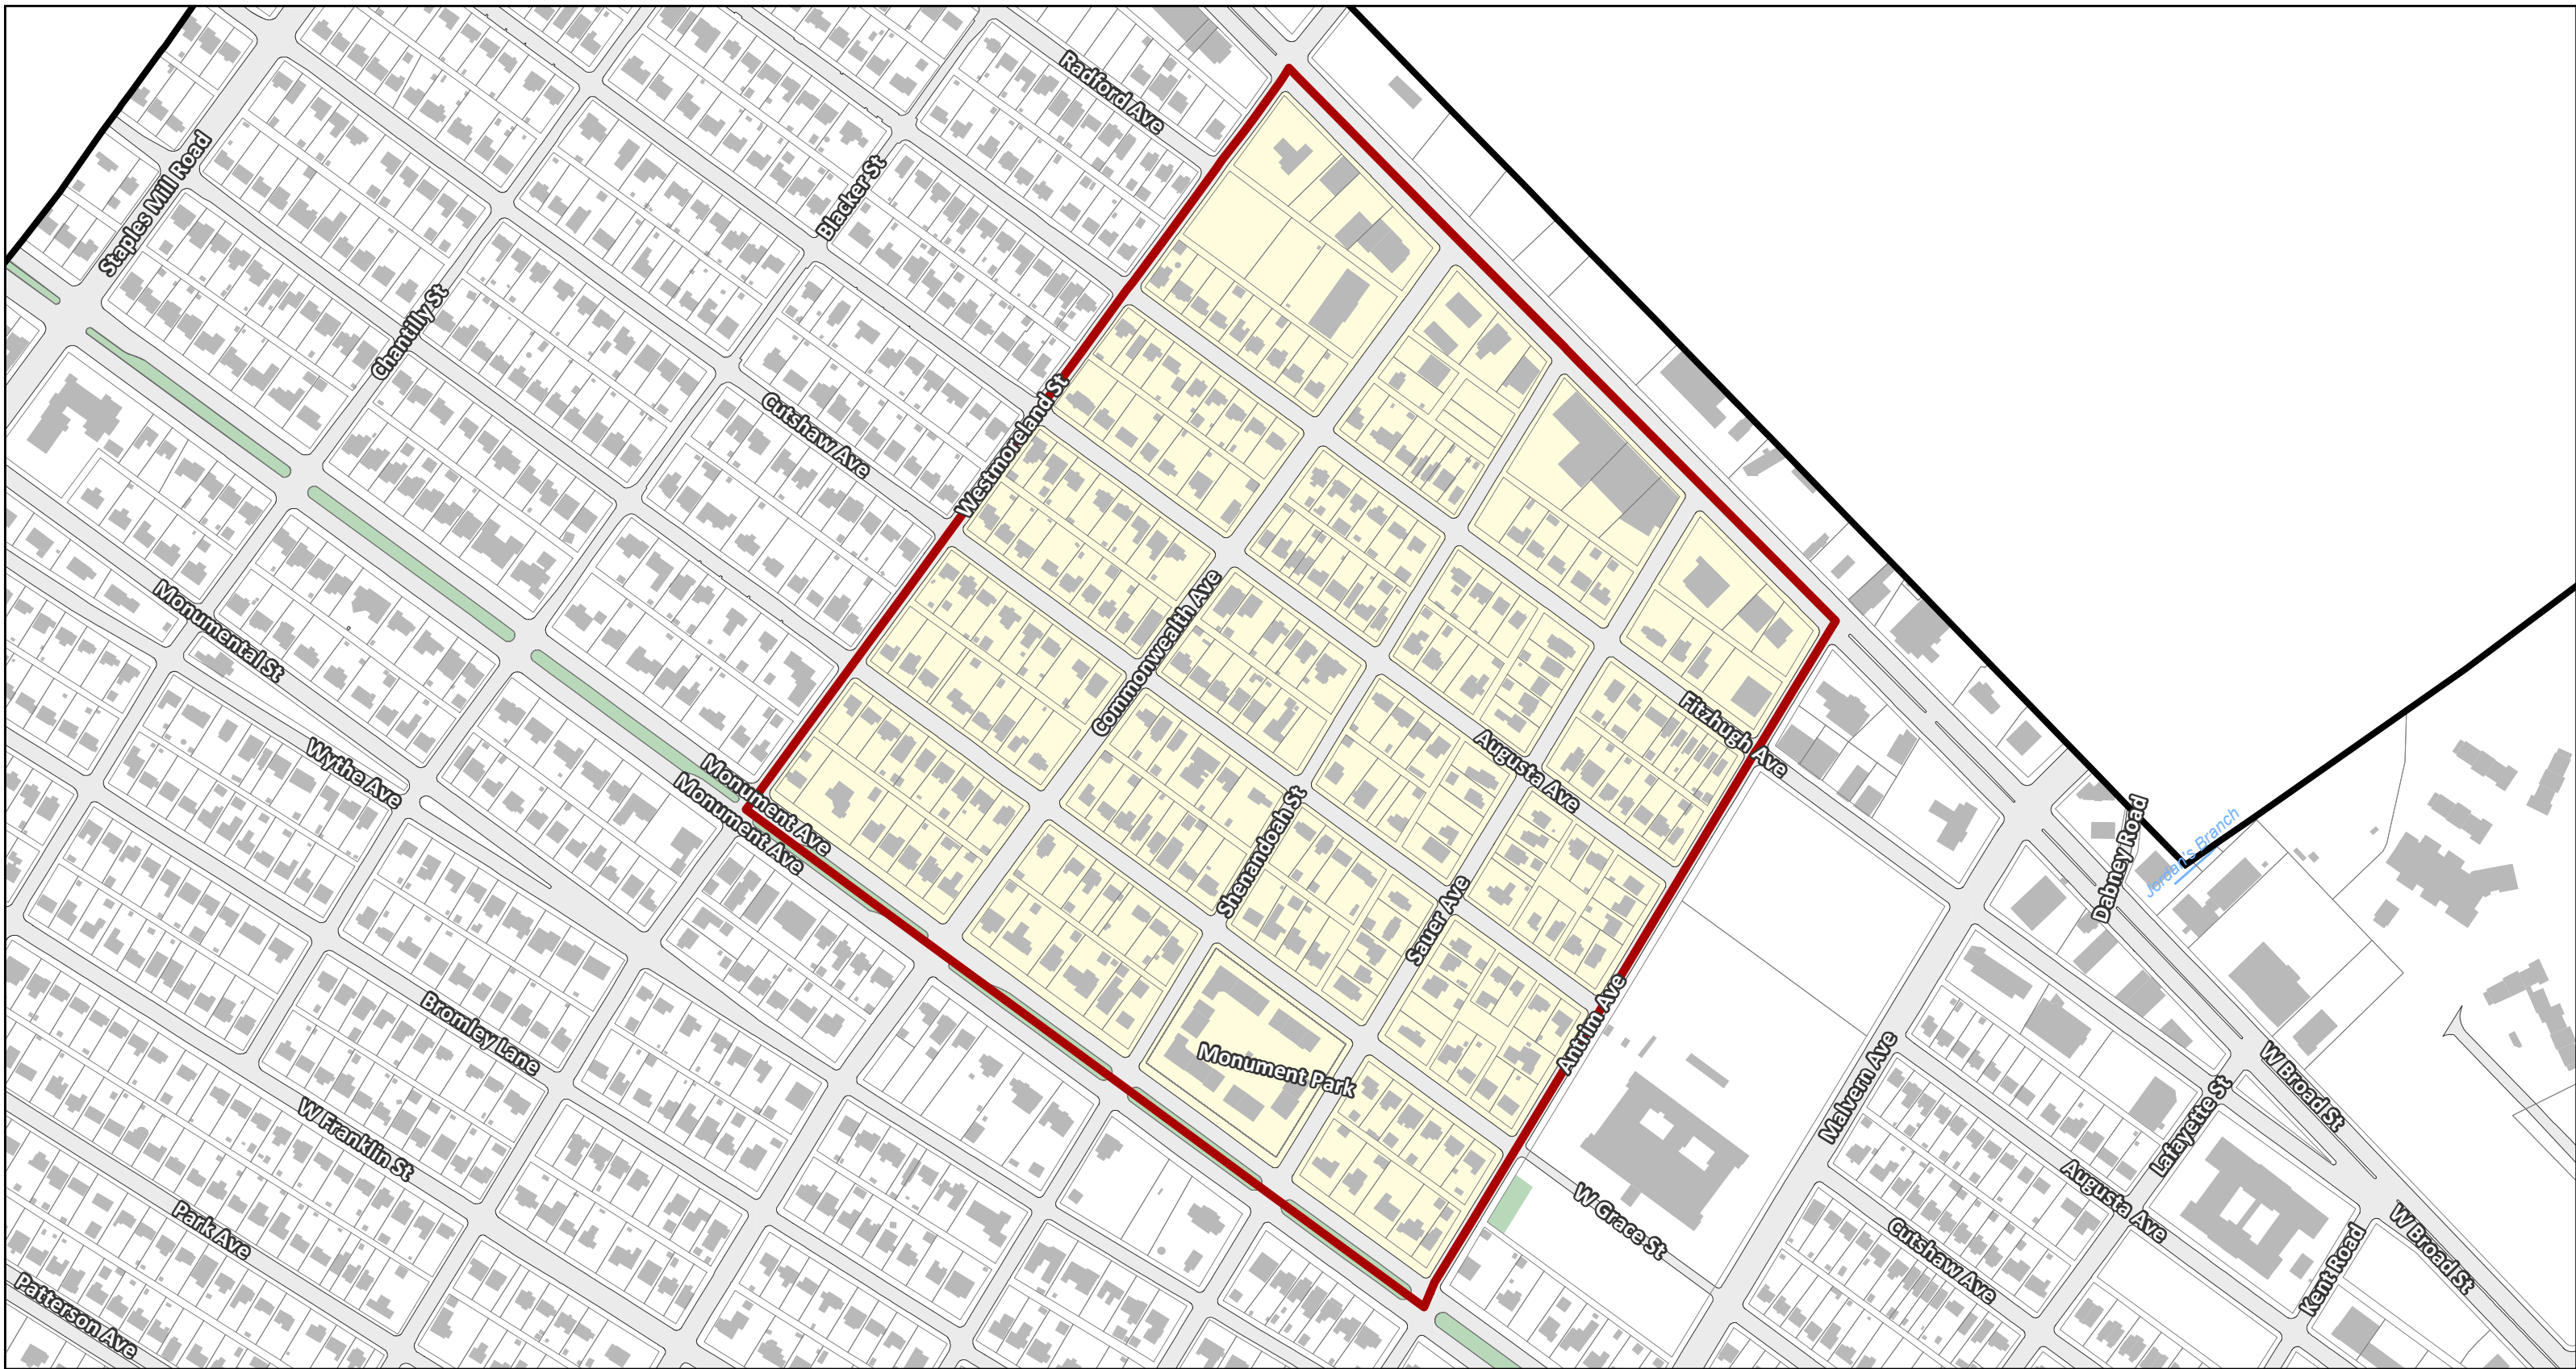 Radford Ave
Staples Mill Road
Blacker St
Chantilly St
Cutshaw Ave
Westmoreland St
Commonwealth Ave
Monumental St
Wythe Ave
Monument Ave
Monument Ave
Fitzhugh Ave
Augusta Ave
Shenandoah St
Sauer Ave
Dabney Road
Jordan's Branch
Bromley Lane
Antrim Ave
Monument Park
Malvern Ave
W Broad St
Lafayette St
W Franklin St
Park Ave
W Grace St
Augusta Ave
Cutshaw Ave
W Broad St
Kent Road
Patterson Ave